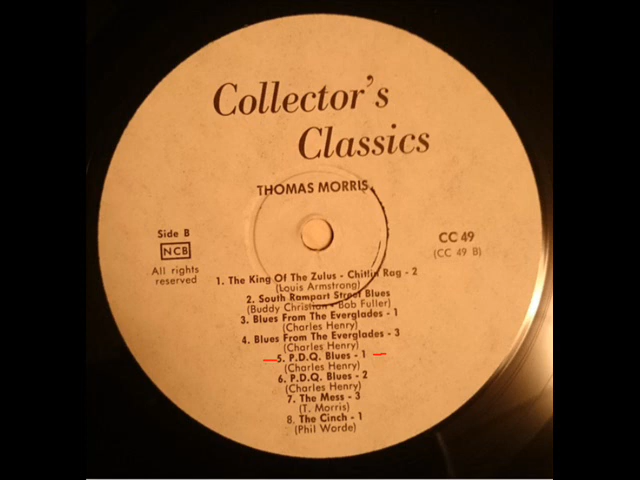 Collector's
Classics
THOMAS MORRIS
Side B
NCB
All rights
reserved
CC 49
(CC 49 B)
1. The King Of The Zulus - Chitlin Rag - 2
(Louis Armstrong)
2. South Rampart Street Blues
(Buddy Christian - Bob Fuller)
3. Blues From The Everglades - 1
(Charles Henry)
4. Blues From The Everglades - 3
(Charles Henry)
5. P.D.Q. Blues - 1
(Charles Henry)
6. P.D.Q. Blues - 2
(Charles Henry)
7. The Mess - 3
(T. Morris)
8. The Cinch - 1
(Phil Worde)